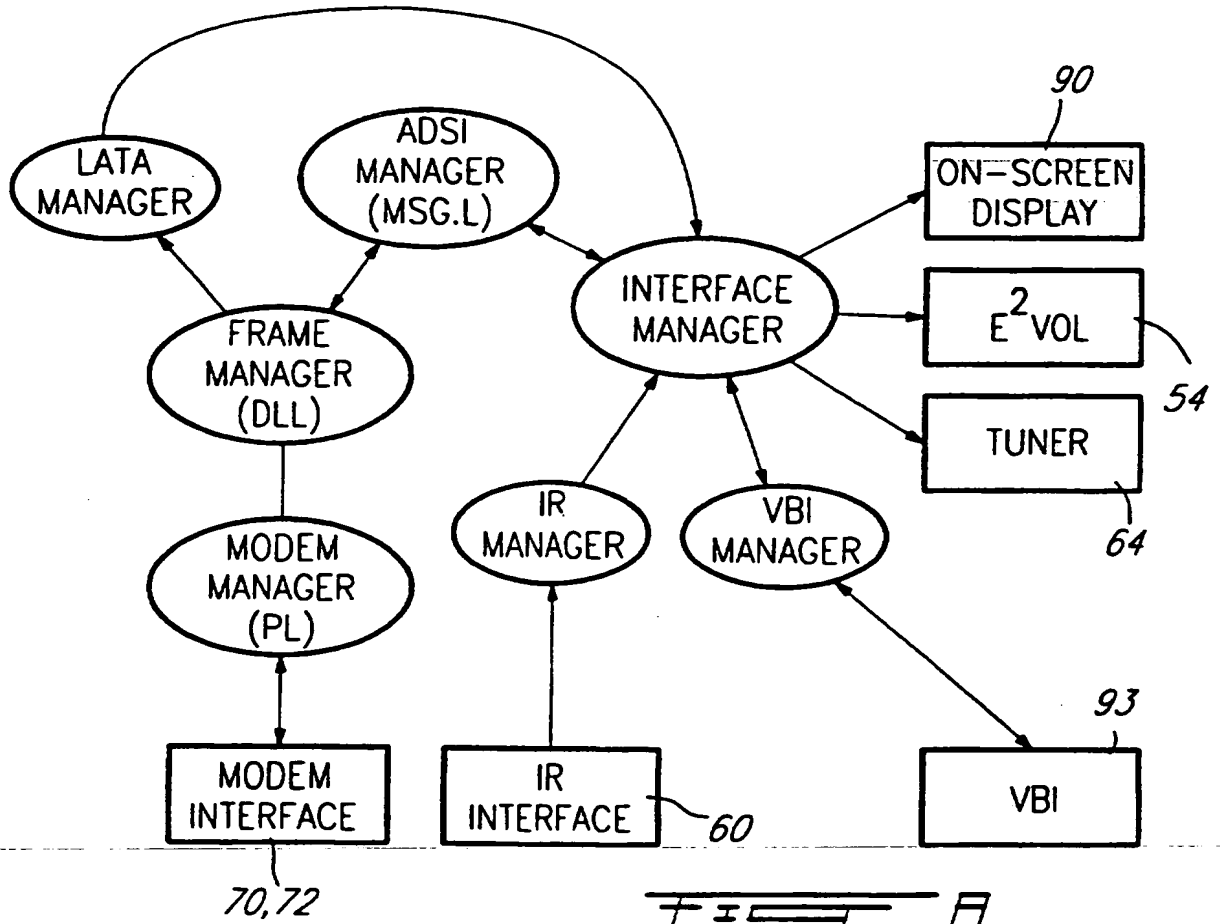 90
LATA
MANAGER
ADSI
MANAGER
(MSG.L)
ON-SCREEN
DISPLAY
INTERFACE
MANAGER
E²VOL
54
FRAME
MANAGER
(DLL)
TUNER
64
IR
MANAGER
VBI
MANAGER
MODEM
MANAGER
(PL)
93
MODEM
INTERFACE
IR
INTERFACE
60
VBI
70,72